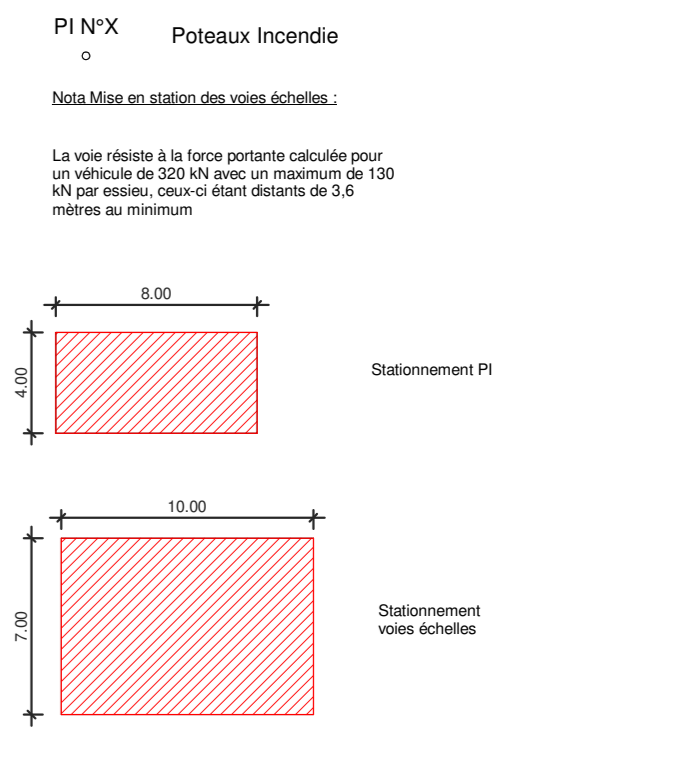 PI N°X
Poteaux Incendie
Nota Mise en station des voies échelles :
La voie résiste à la force portante calculée pour
un véhicule de 320 kN avec un maximum de 130
kN par essieu, ceux-ci étant distants de 3,6
mètres au minimum
8.00
4.00
Stationnement PI
10.00
7.00
Stationnement
voies échelles